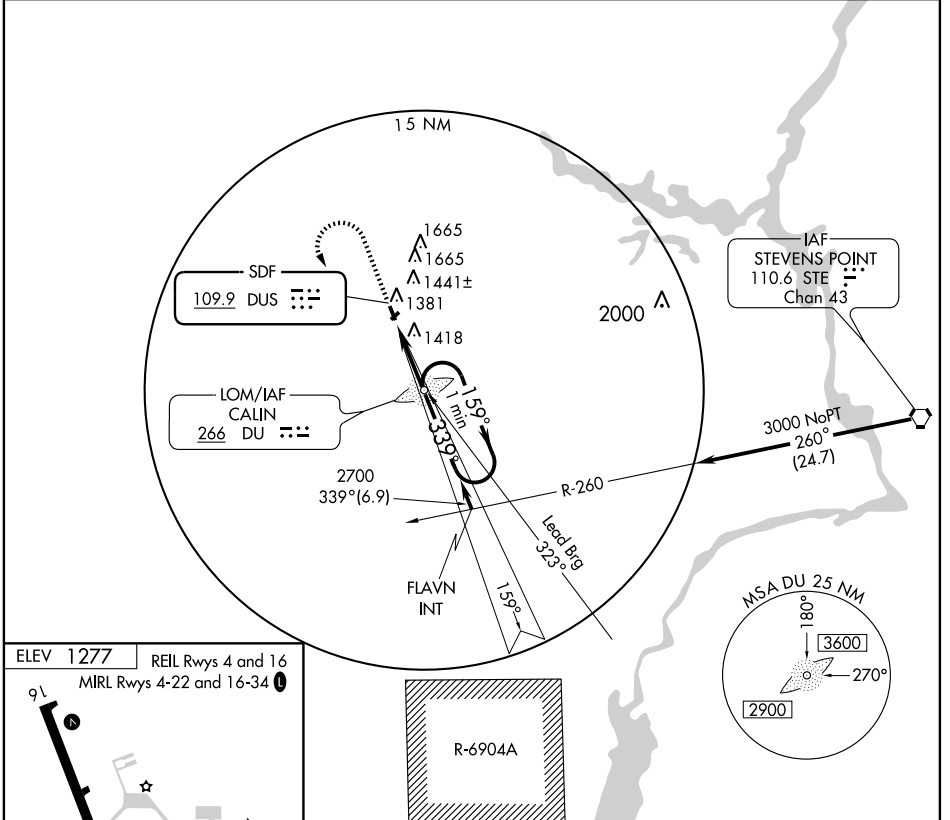 15 NM
1665
1665
1441±
1381
1418
2000
SDF
109.9 DUS
IAF
STEVENS POINT
110.6 STE
Chan 43
LOM/IAF
CALIN
266 DU
159°
1 min
339°
3000 NoPT
260°
(24.7)
R-260
2700
339°(6.9)
Lead Brg
323°
FLAVN
INT
159°
MSA DU 25 NM
180°
3600
270°
2900
ELEV 1277
REIL Rwys 4 and 16
MIRL Rwys 4-22 and 16-34 L
16
R-6904A